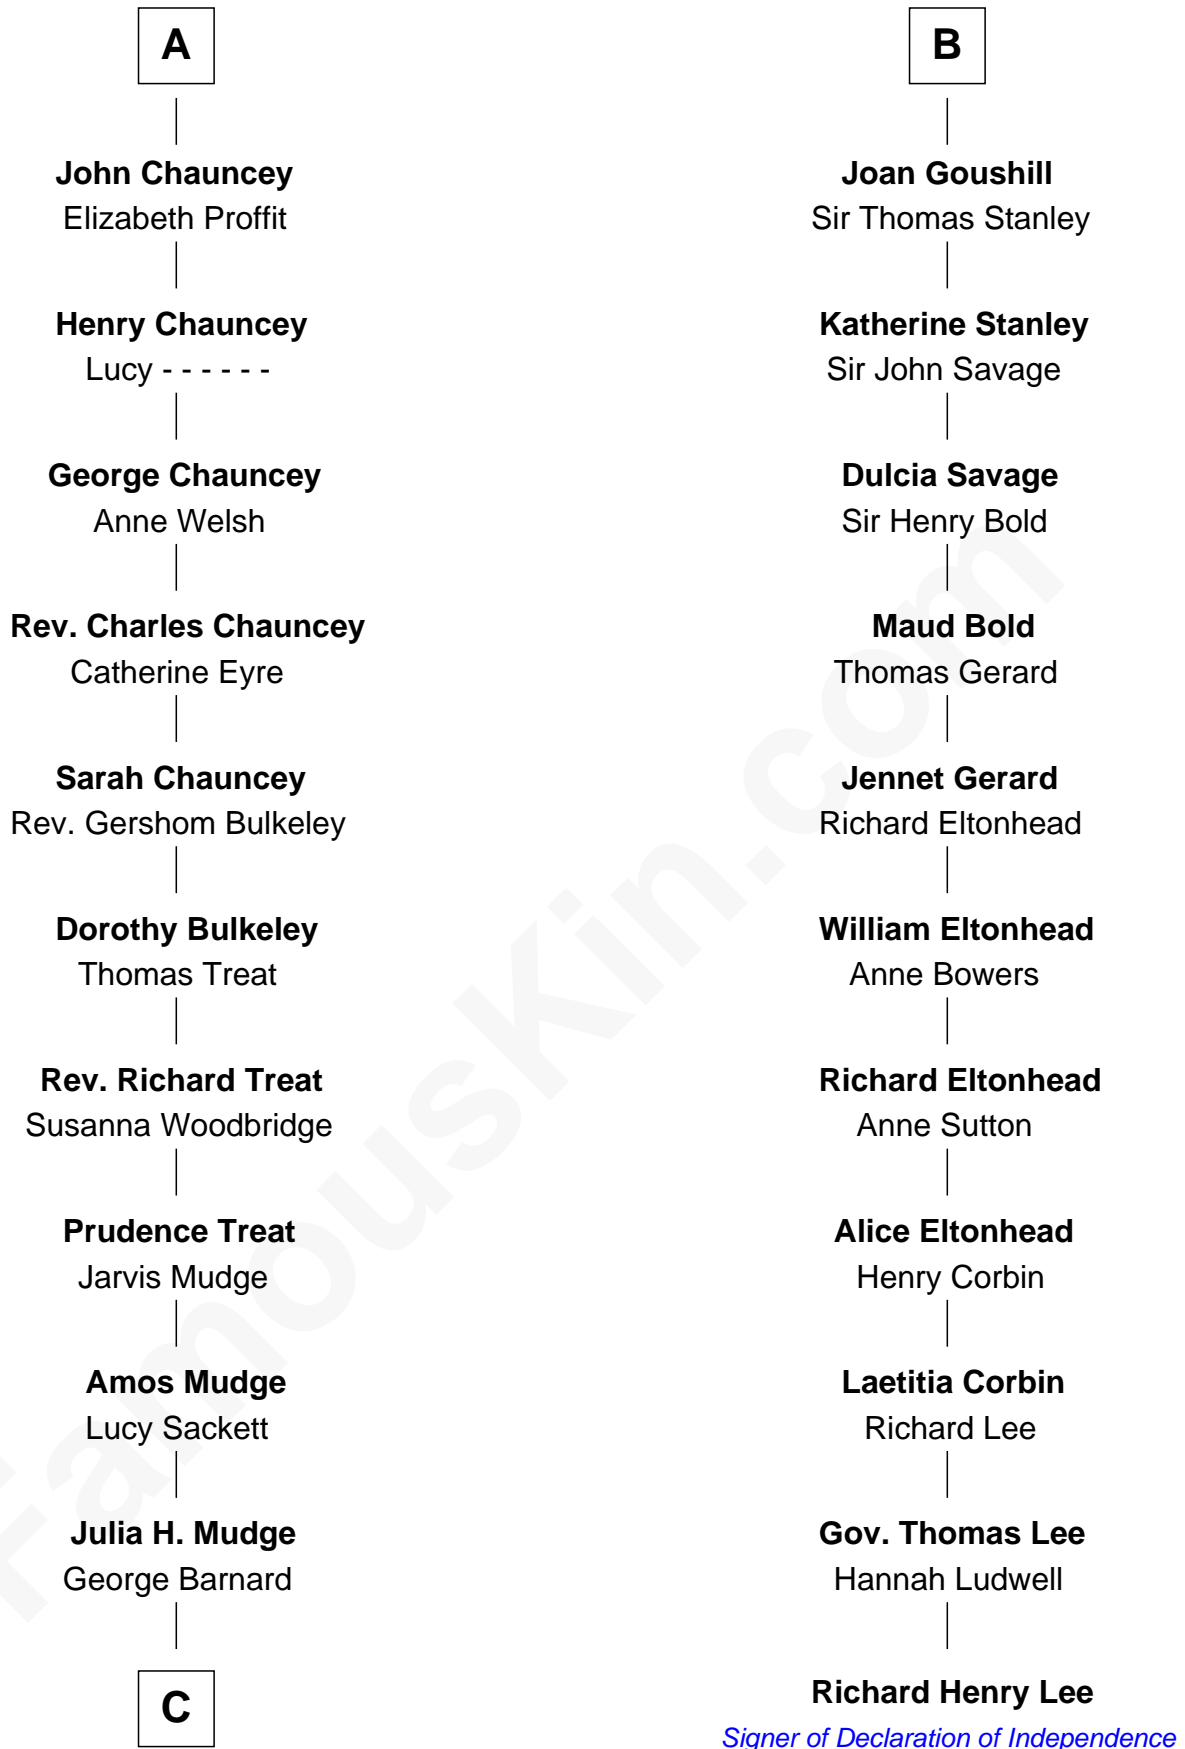 A
John Chauncey
Elizabeth Proffit
Henry Chauncey
Lucy - - - - - -
George Chauncey
Anne Welsh
Rev. Charles Chauncey
Catherine Eyre
Sarah Chauncey
Rev. Gershom Bulkeley
Dorothy Bulkeley
Thomas Treat
Rev. Richard Treat
Susanna Woodbridge
Prudence Treat
Jarvis Mudge
Amos Mudge
Lucy Sackett
Julia H. Mudge
George Barnard
C
B
Joan Goushill
Sir Thomas Stanley
Katherine Stanley
Sir John Savage
Dulcia Savage
Sir Henry Bold
Maud Bold
Thomas Gerard
Jennet Gerard
Richard Eltonhead
William Eltonhead
Anne Bowers
Richard Eltonhead
Anne Sutton
Alice Eltonhead
Henry Corbin
Laetitia Corbin
Richard Lee
Gov. Thomas Lee
Hannah Ludwell
Richard Henry Lee
Signer of Declaration of Independence
FamousKin.com